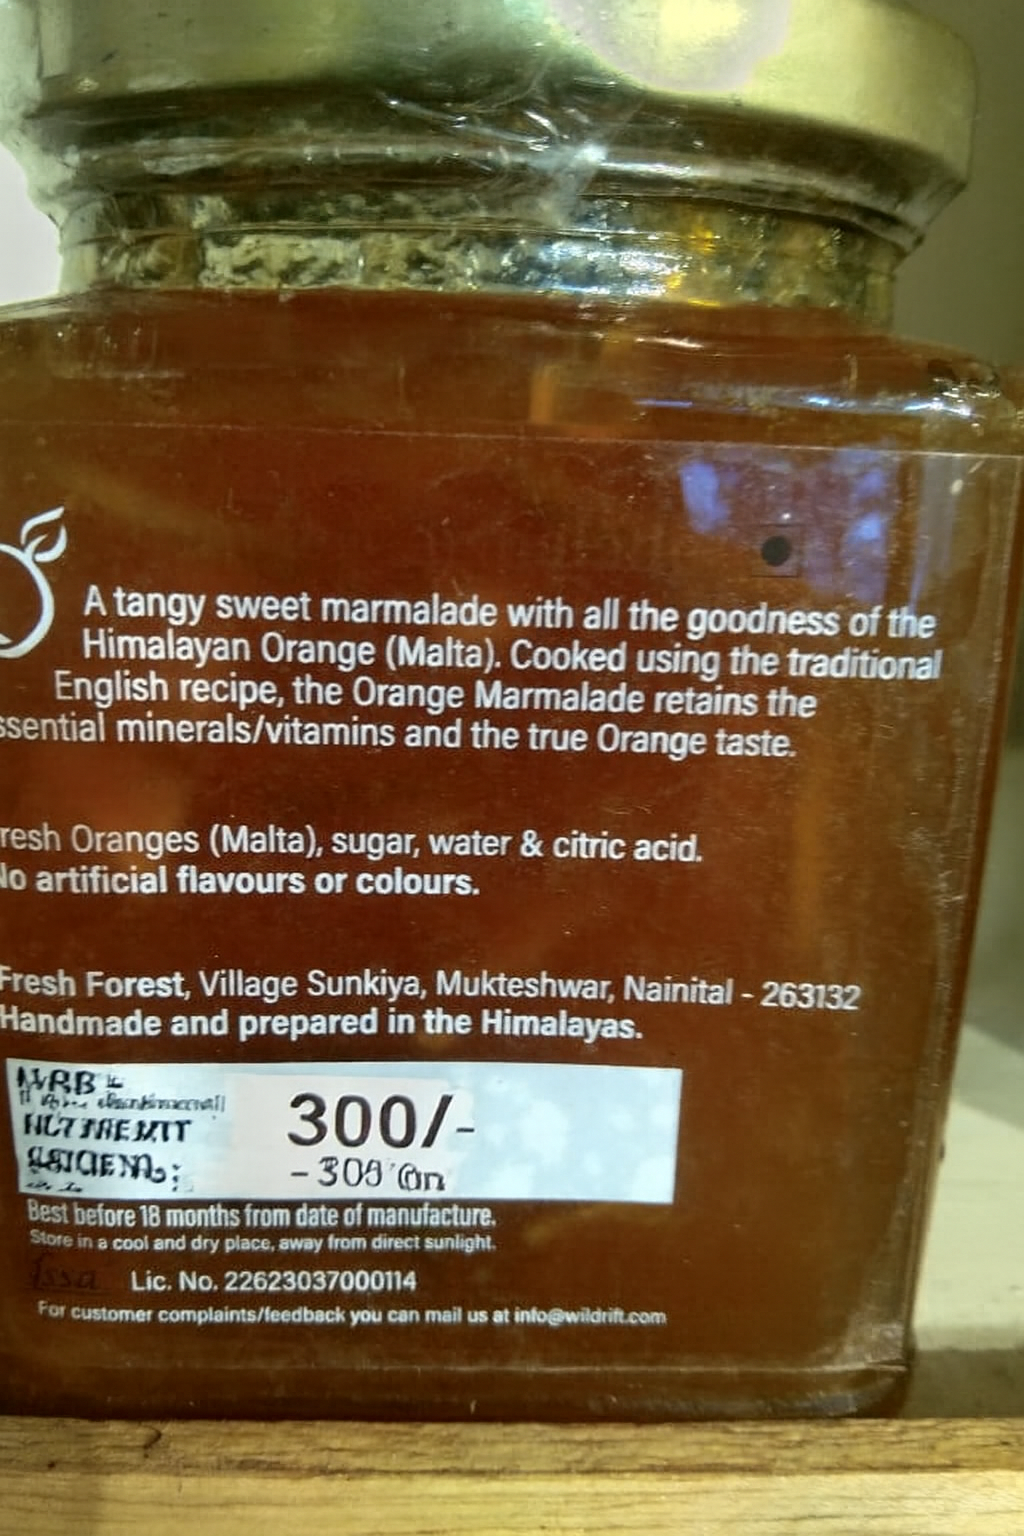 A tangy sweet marmalade with all the goodness of the
Himalayan Orange (Malta). Cooked using the traditional
English recipe, the Orange Marmalade retains the
ssential minerals/vitamins and the true Orange taste.
resh Oranges (Malta), sugar, water & citric acid.
No artificial flavours or colours.
Fresh Forest, Village Sunkiya, Mukteshwar, Nainital - 263132
Handmade and prepared in the Himalayas.
300/-
Best before 18 months from date of manufacture.
Store in a cool and dry place, away from direct sunlight.
fssa Lic. No. 22623037000114
For customer complaints/feedback you can mail us at info@wildrift.com